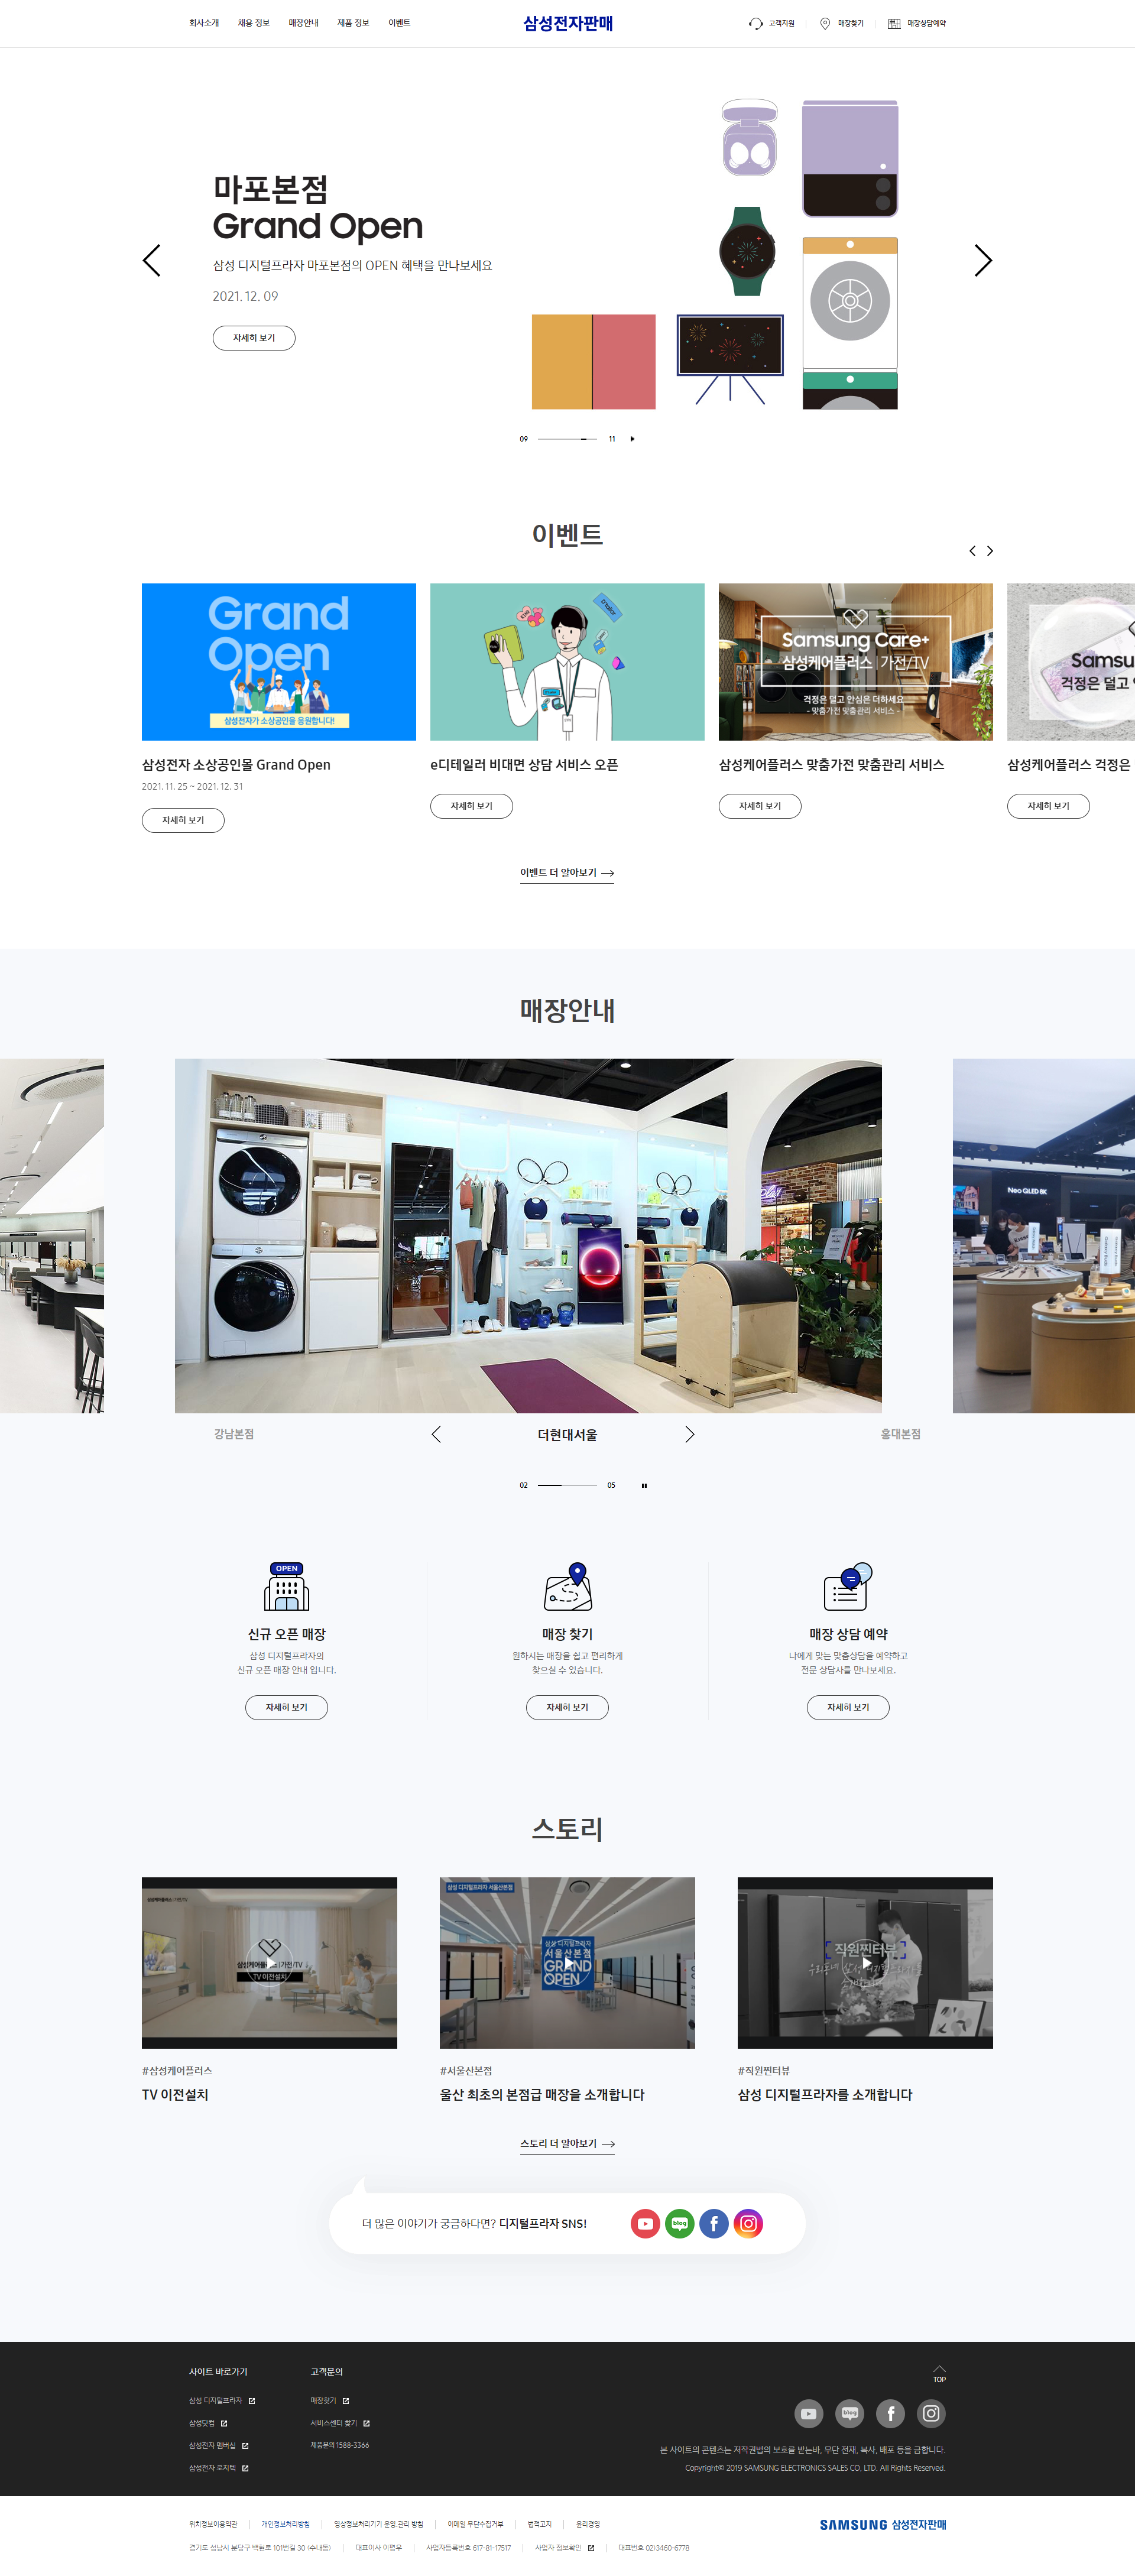 회사소개 채용 정보 매장안내 제품 정보 이벤트
삼성전자판매
고객지원 매장찾기 매장상담예약
마포본점
Grand Open
삼성 디지털프라자 마포본점의 OPEN 혜택을 만나보세요
2021. 12. 09
자세히 보기
09 11
이벤트
Grand
Open
삼성전자가 소상공인을 응원합니다!
Samsung Care+
삼성케어플러스 | 가전/TV
걱정은 덜고 안심은 더하세요
- 맞춤가전 맞춤관리 서비스 -
Samsu
걱정은 덜고
삼성전자 소상공인몰 Grand Open
2021. 11. 25 ~ 2021. 12. 31
자세히 보기
e디테일러 비대면 상담 서비스 오픈
자세히 보기
삼성케어플러스 맞춤가전 맞춤관리 서비스
자세히 보기
삼성케어플러스 걱정은
자세히 보기
이벤트 더 알아보기
매장안내
Neo QLED 8K
강남본점
더현대서울
홍대본점
02 05
OPEN
신규 오픈 매장
삼성 디지털프라자의
신규 오픈 매장 안내 입니다.
자세히 보기
매장 찾기
원하시는 매장을 쉽고 편리하게
찾으실 수 있습니다.
자세히 보기
매장 상담 예약
나에게 맞는 맞춤상담을 예약하고
전문 상담사를 만나보세요.
자세히 보기
스토리
삼성케어플러스 | 가전/TV
TV 이전설치
삼성 디지털프라자 서울산본점
삼성 디지털프라자
서울산본점
GRAND
OPEN
직원찐터뷰
#삼성케어플러스
TV 이전설치
#서울산본점
울산 최초의 본점급 매장을 소개합니다
#직원찐터뷰
삼성 디지털프라자를 소개합니다
스토리 더 알아보기
더 많은 이야기가 궁금하다면? 디지털프라자 SNS!
blog
사이트 바로가기
삼성 디지털프라자
삼성닷컴
삼성전자 멤버십
삼성전자 로지텍
고객문의
매장찾기
서비스센터 찾기
제품문의 1588-3366
TOP
blog
본 사이트의 콘텐츠는 저작권법의 보호를 받는바, 무단 전재, 복사, 배포 등을 금합니다.
Copyright© 2019 SAMSUNG ELECTRONICS SALES CO, LTD. All Rights Reserved.
위치정보이용약관 개인정보처리방침 영상정보처리기기 운영.관리 방침 이메일 무단수집거부 법적고지 윤리경영
SAMSUNG 삼성전자판매
경기도 성남시 분당구 백현로 101번길 30 (수내동) 대표이사 이평우 사업자등록번호 617-81-17517 사업자 정보확인 대표번호 02)3460-6778